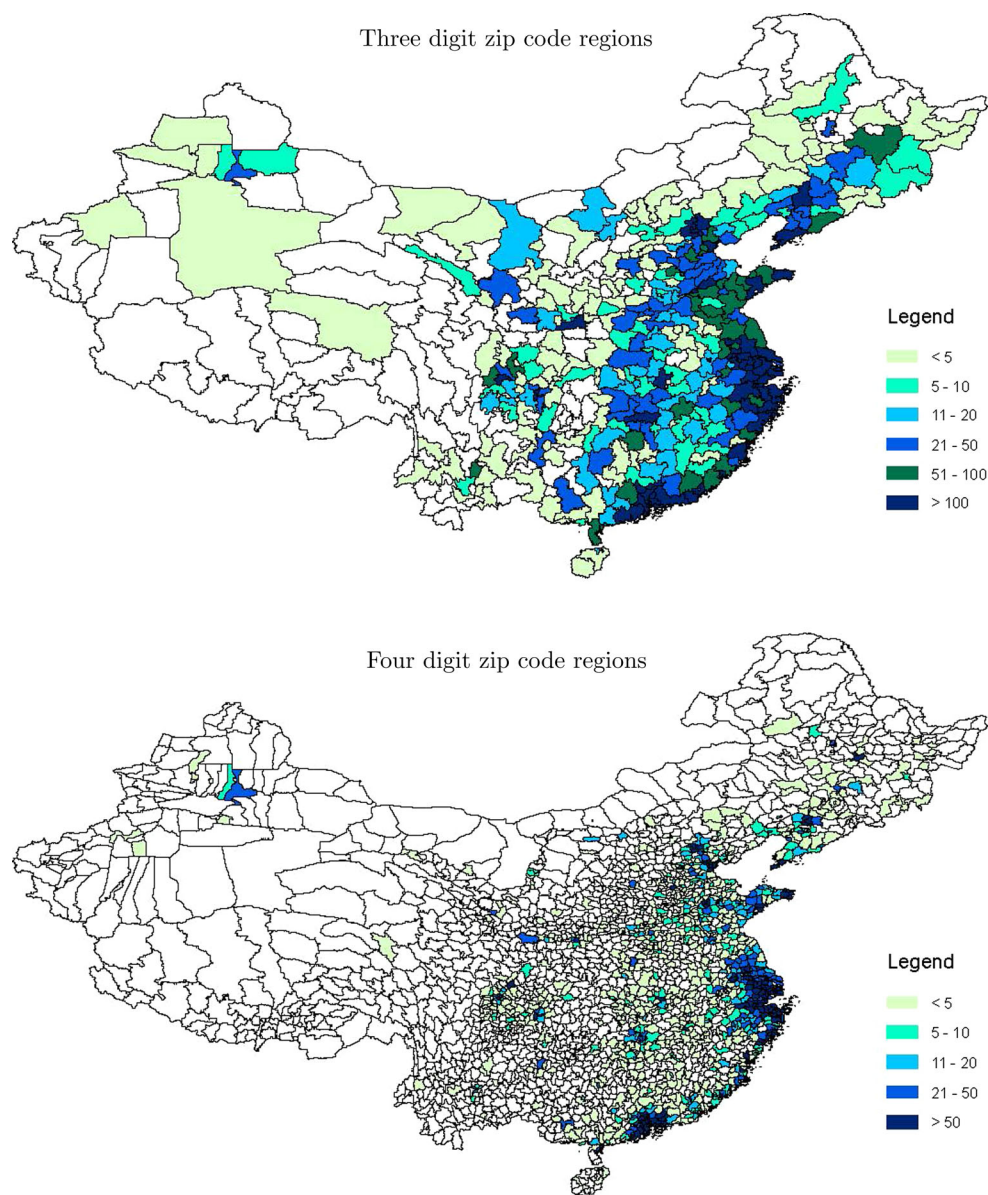 Three digit zip code regions
Legend
< 5
5 - 10
11 - 20
21 - 50
51 - 100
> 100
Four digit zip code regions
Legend
< 5
5 - 10
11 - 20
21 - 50
> 50